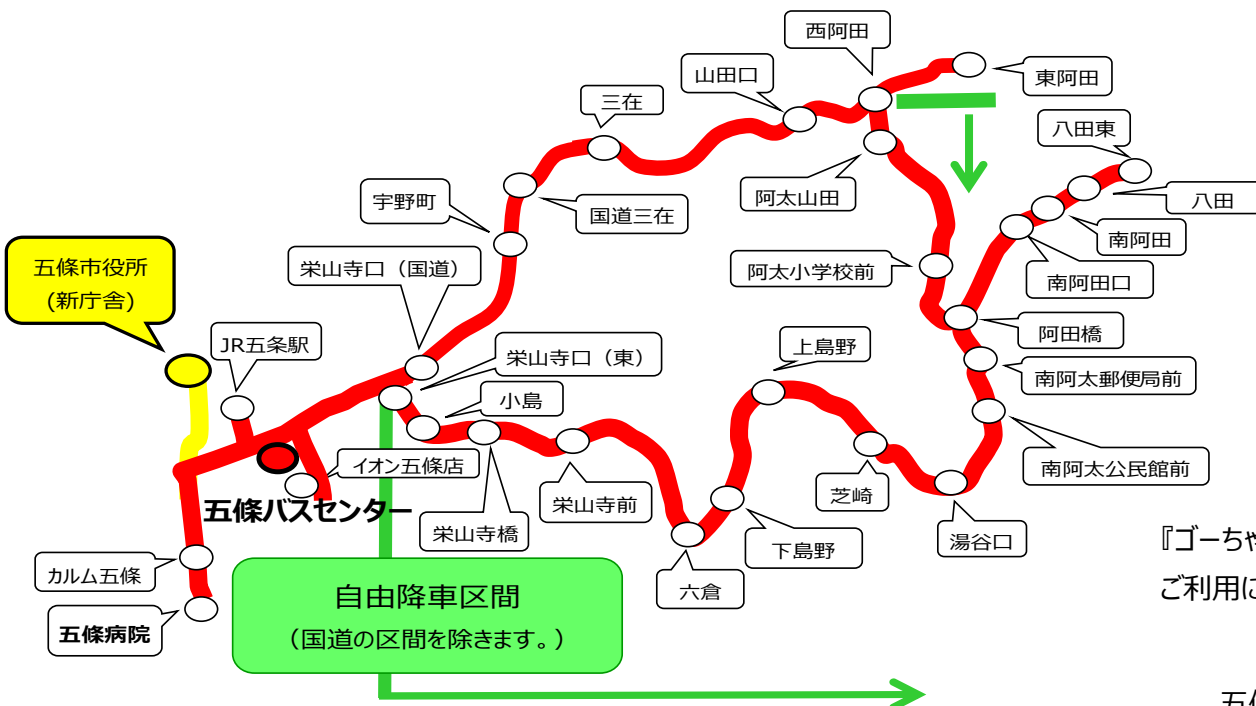 西阿田
山田口
東阿田
三在
八田東
阿太山田
八田
宇野町
国道三在
南阿田
五條市役所
(新庁舎)
栄山寺口（国道）
阿太小学校前
南阿田口
阿田橋
上島野
JR五条駅
栄山寺口（東）
南阿太郵便局前
小島
イオン五條店
南阿太公民館前
五條バスセンター
栄山寺前
芝崎
栄山寺橋
下島野
湯谷口
カルム五條
六倉
五條病院
自由降車区間
（国道の区間を除きます。）
『ゴーちゃ
ご利用に
五